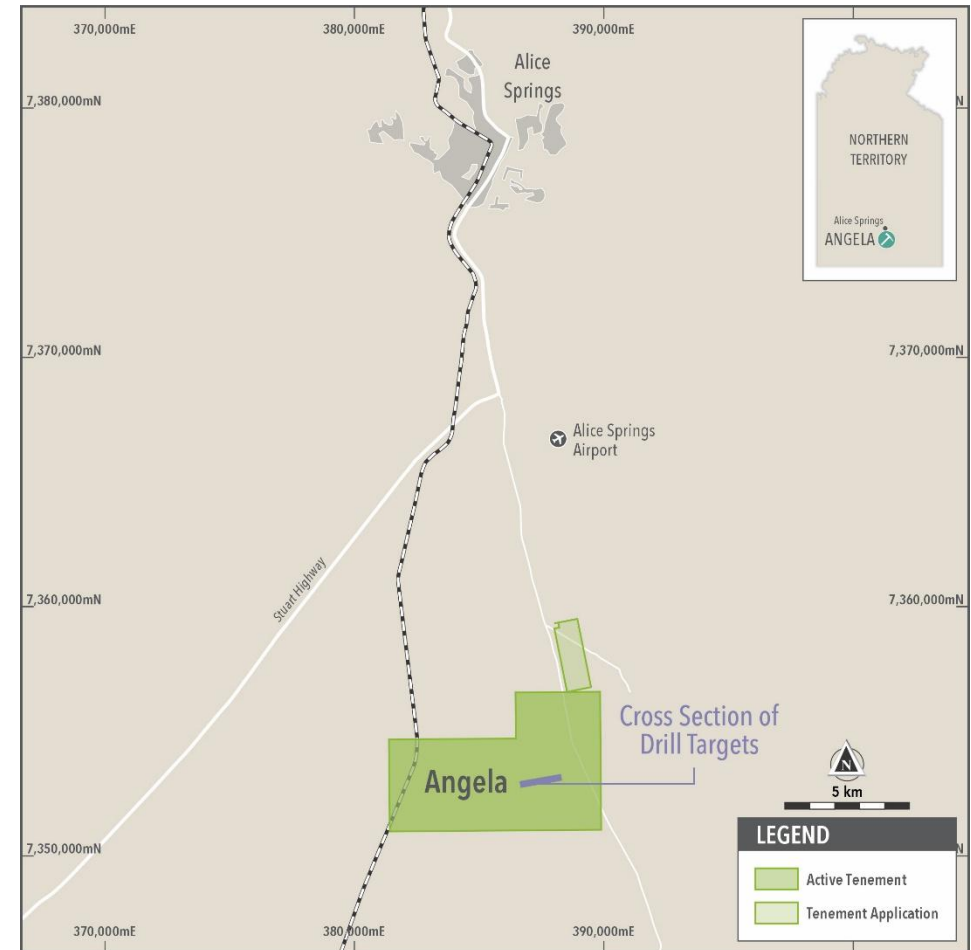 370,000mE
380,000mE
390,000mE
Alice
Springs
7,380,000mN
N
NORTHERN
TERRITORY
Alice Springs
ANGELA
7,370,000mN
7,370,000mN
Alice Springs
Airport
Stuart Highway
7,360,000mN
7,360,000mN
Cross Section of
Drill Targets
Angela
N
5 km
7,350,000mN
N
LEGEND
Active Tenement
Tenement Application
370,000mE
380,000mE
390,000mE